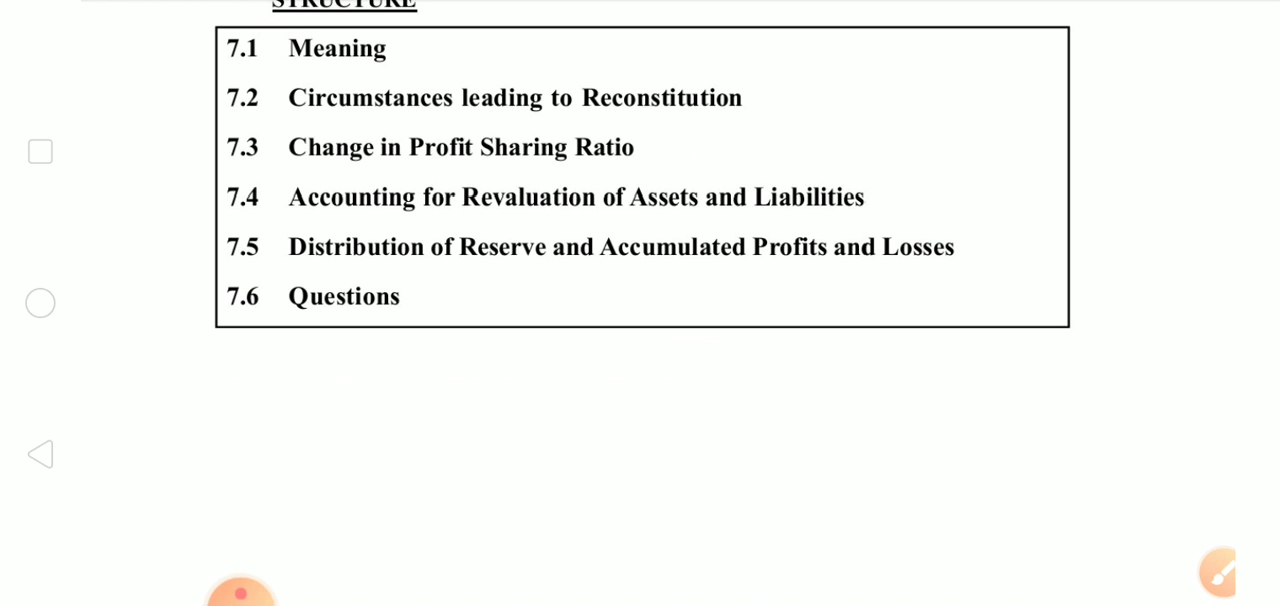 STRUCTURE
7.1 Meaning
7.2 Circumstances leading to Reconstitution
7.3 Change in Profit Sharing Ratio
7.4 Accounting for Revaluation of Assets and Liabilities
7.5 Distribution of Reserve and Accumulated Profits and Losses
7.6 Questions